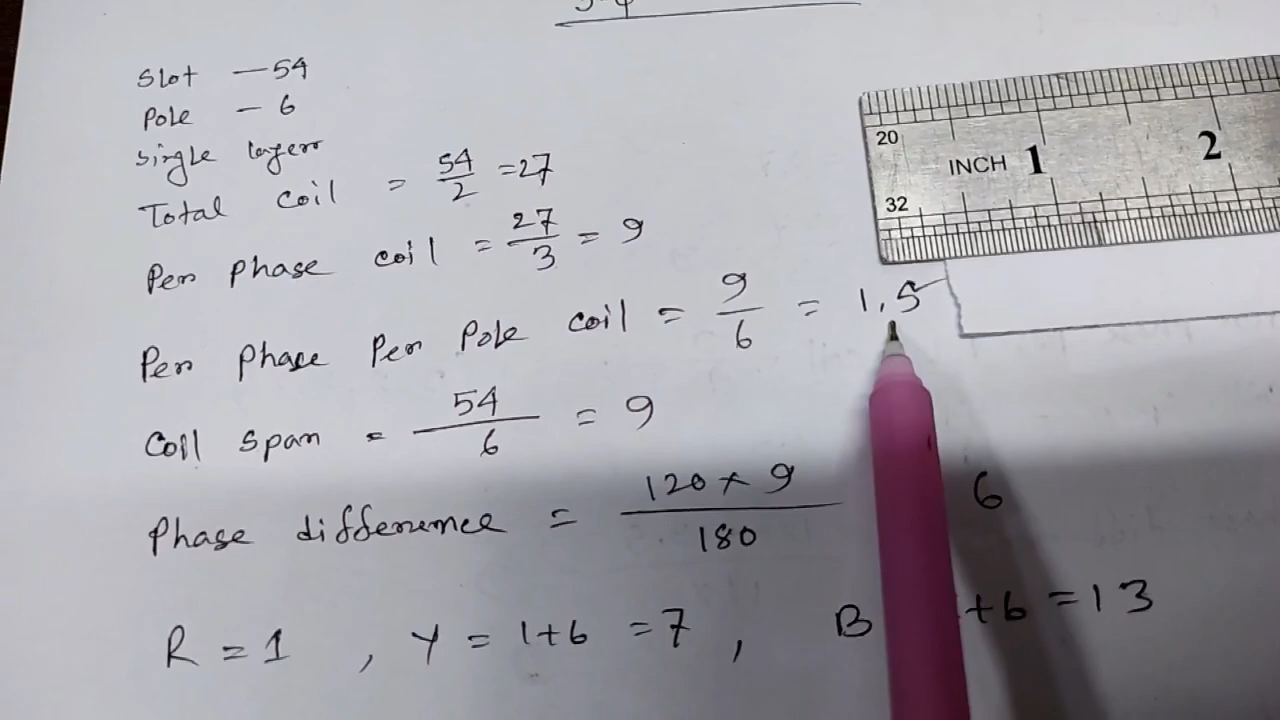 Slot — 54
Pole — 6
Single layer
Total coil = 54/2 = 27
Per phase coil = 27/3 = 9
Per phase Per Pole coil = 9/6 = 1.5
Coil span = 54/6 = 9
Phase difference = 120 × 9/180 6
R = 1 , Y = 1+6 = 7 , B +6 = 13
20
INCH 1 2
32